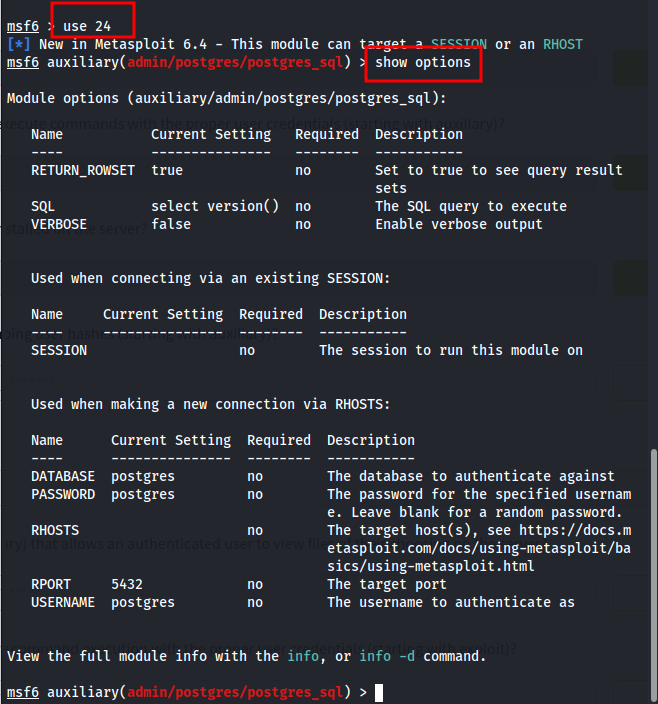 msf6 > use 24
[*] New in Metasploit 6.4 - This module can target a SESSION or an RHOST
msf6 auxiliary(admin/postgres/postgres_sql) > show options
Module options (auxiliary/admin/postgres/postgres_sql):
Name Current Setting Required Description
---- --------------- -------- -----------
RETURN_ROWSET true no Set to true to see query result
sets
SQL select version() no The SQL query to execute
VERBOSE false no Enable verbose output
Used when connecting via an existing SESSION:
Name Current Setting Required Description
---- --------------- -------- -----------
SESSION no The session to run this module on
Used when making a new connection via RHOSTS:
Name Current Setting Required Description
---- --------------- -------- -----------
DATABASE postgres no The database to authenticate against
PASSWORD postgres no The password for the specified usernam
e. Leave blank for a random password.
RHOSTS no The target host(s), see https://docs.m
etasploit.com/docs/using-metasploit/ba
sics/using-metasploit.html
RPORT 5432 no The target port
USERNAME postgres no The username to authenticate as
View the full module info with the info, or info -d command.
msf6 auxiliary(admin/postgres/postgres_sql) >